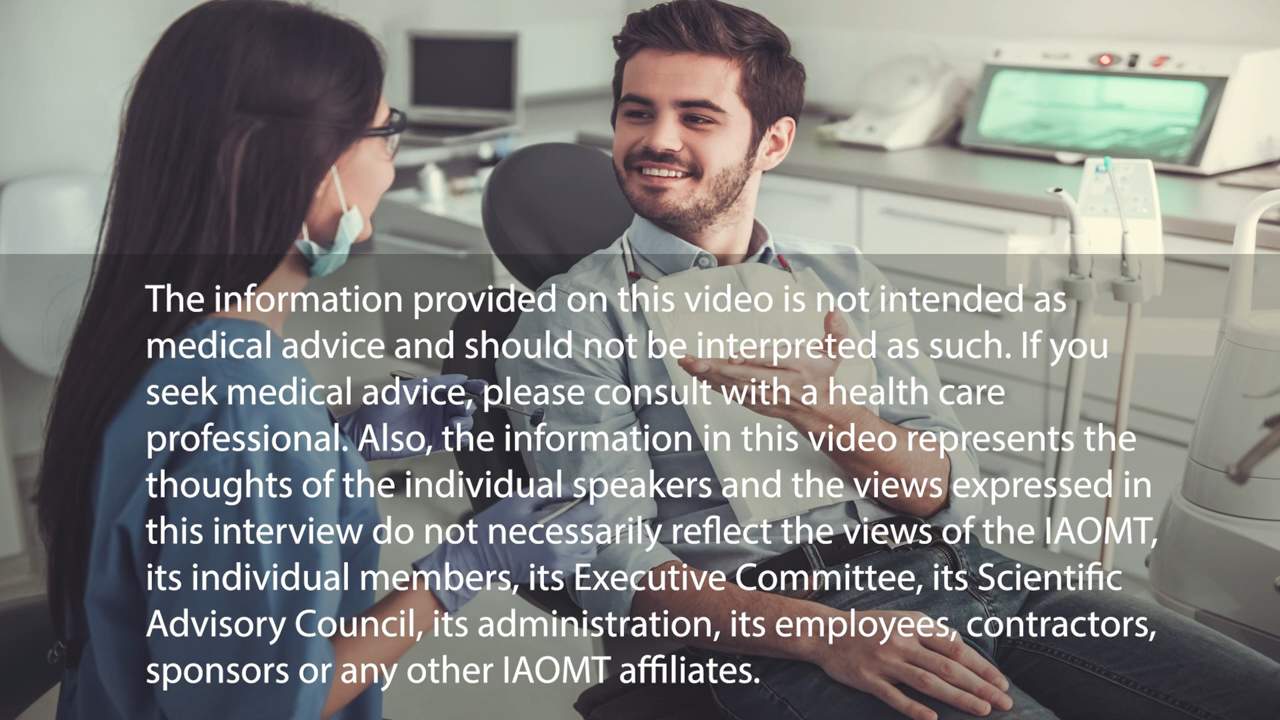 The information provided on this video is not intended as
medical advice and should not be interpreted as such. If you
seek medical advice, please consult with a health care
professional. Also, the information in this video represents the
thoughts of the individual speakers and the views expressed in
this interview do not necessarily reflect the views of the IAOMT,
its individual members, its Executive Committee, its Scientific
Advisory Council, its administration, its employees, contractors,
sponsors or any other IAOMT affiliates.